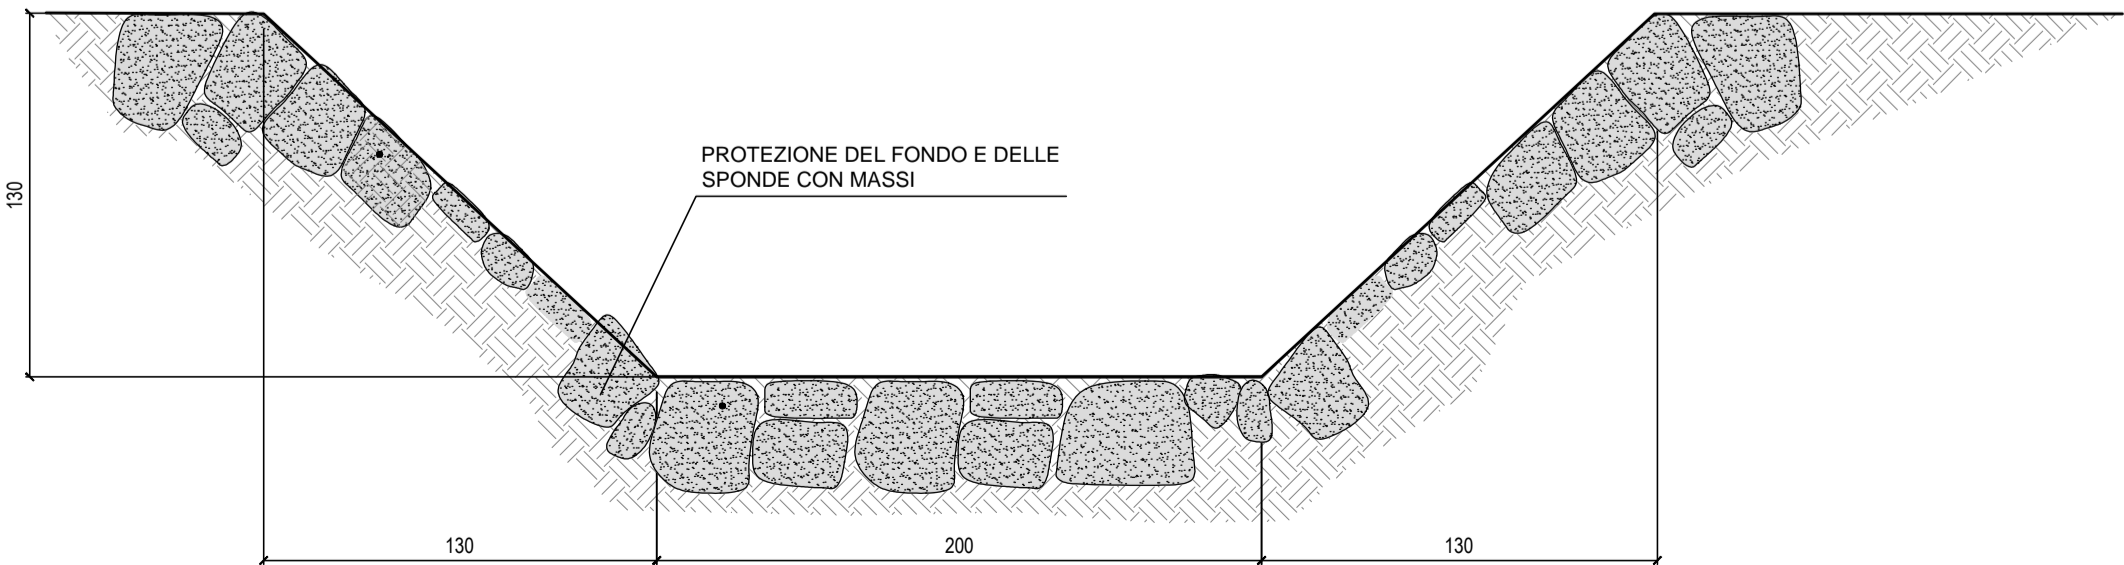 PROTEZIONE DEL FONDO E DELLE
SPONDE CON MASSI
130
130
200
130